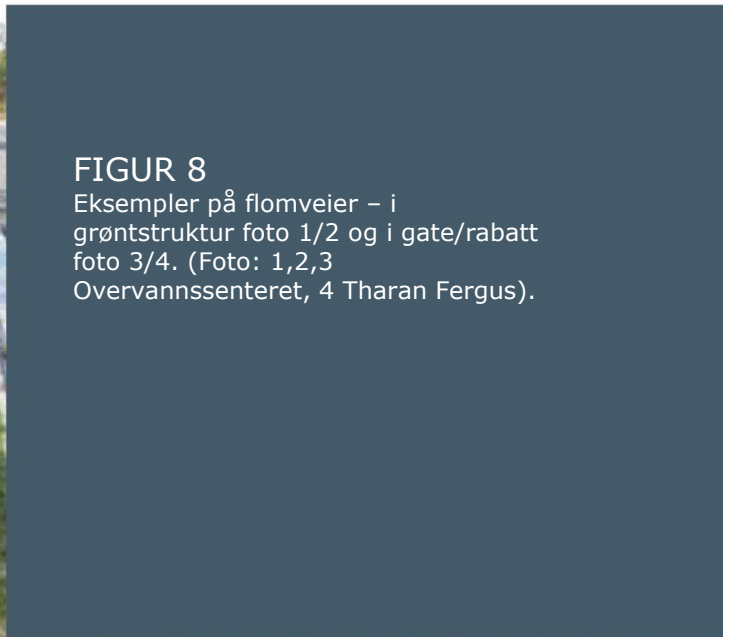 FIGUR 8
Eksempler på flomveier – i
grøntstruktur foto 1/2 og i gate/rabatt
foto 3/4. (Foto: 1,2,3
Overvannssenteret, 4 Tharan Fergus).